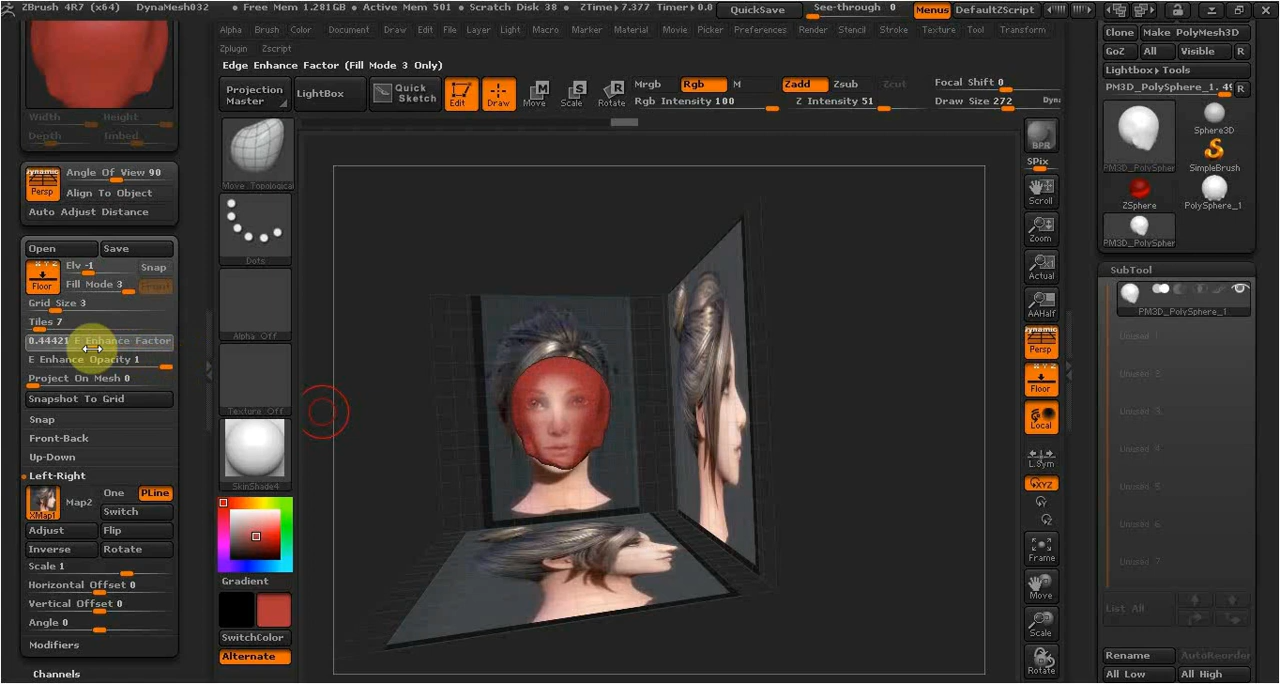 ZBrush 4R7 (x64)
DynaMesh032
• Free Mem 1.281GB • Active Mem 501 • Scratch Disk 38 • ZTime▸7.377 Timer▸0.0
QuickSave
See-through 0
Menus
DefaultZScript
Alpha Brush Color Document Draw Edit File Layer Light Macro Marker Material Movie Picker Preferences Render Stencil Stroke Texture Tool Transform
Zplugin Zscript
Edge Enhance Factor (Fill Mode 3 Only)
Projection Master
LightBox
Quick Sketch
Edit
Draw
Move
Scale
Rotate
Mrgb
Rgb
M
Rgb Intensity 100
Zadd
Zsub
Zcut
Z Intensity 51
Focal Shift 0
Draw Size 272
Width
Height
Depth
Imbed
Dynamic
Persp
Angle Of View 90
Align To Object
Auto Adjust Distance
Open
Save
X Y Z
Floor
Elv -1
Snap
Fill Mode 3
Front
Grid Size 3
Tiles 7
0.44421 E Enhance Factor
E Enhance Opacity 1
Project On Mesh 0
Snapshot To Grid
Snap
Front-Back
Up-Down
Left-Right
XMap1
Map2
One
PLine
Switch
Adjust
Flip
Inverse
Rotate
Scale 1
Horizontal Offset 0
Vertical Offset 0
Angle 0
Modifiers
Channels
Move Topological
Dots
Alpha Off
Texture Off
SkinShade4
Gradient
SwitchColor
Alternate
BPR
SPix
Scroll
Zoom
Actual
AAHalf
Dynamic
Persp
X Y Z
Floor
Local
L.Sym
XYZ
Frame
Move
Scale
Rotate
Clone
Make PolyMesh3D
GoZ
All
Visible
R
Lightbox▸Tools
PM3D_PolySphere_1. 49
R
PM3D_PolySpher
Sphere3D
SimpleBrush
ZSphere
PolySphere_1
PM3D_PolySpher
SubTool
PM3D_PolySphere_1
Unused 1
Unused 2
Unused 3
Unused 4
Unused 5
Unused 6
Unused 7
List All
Rename
AutoReorder
All Low
All High